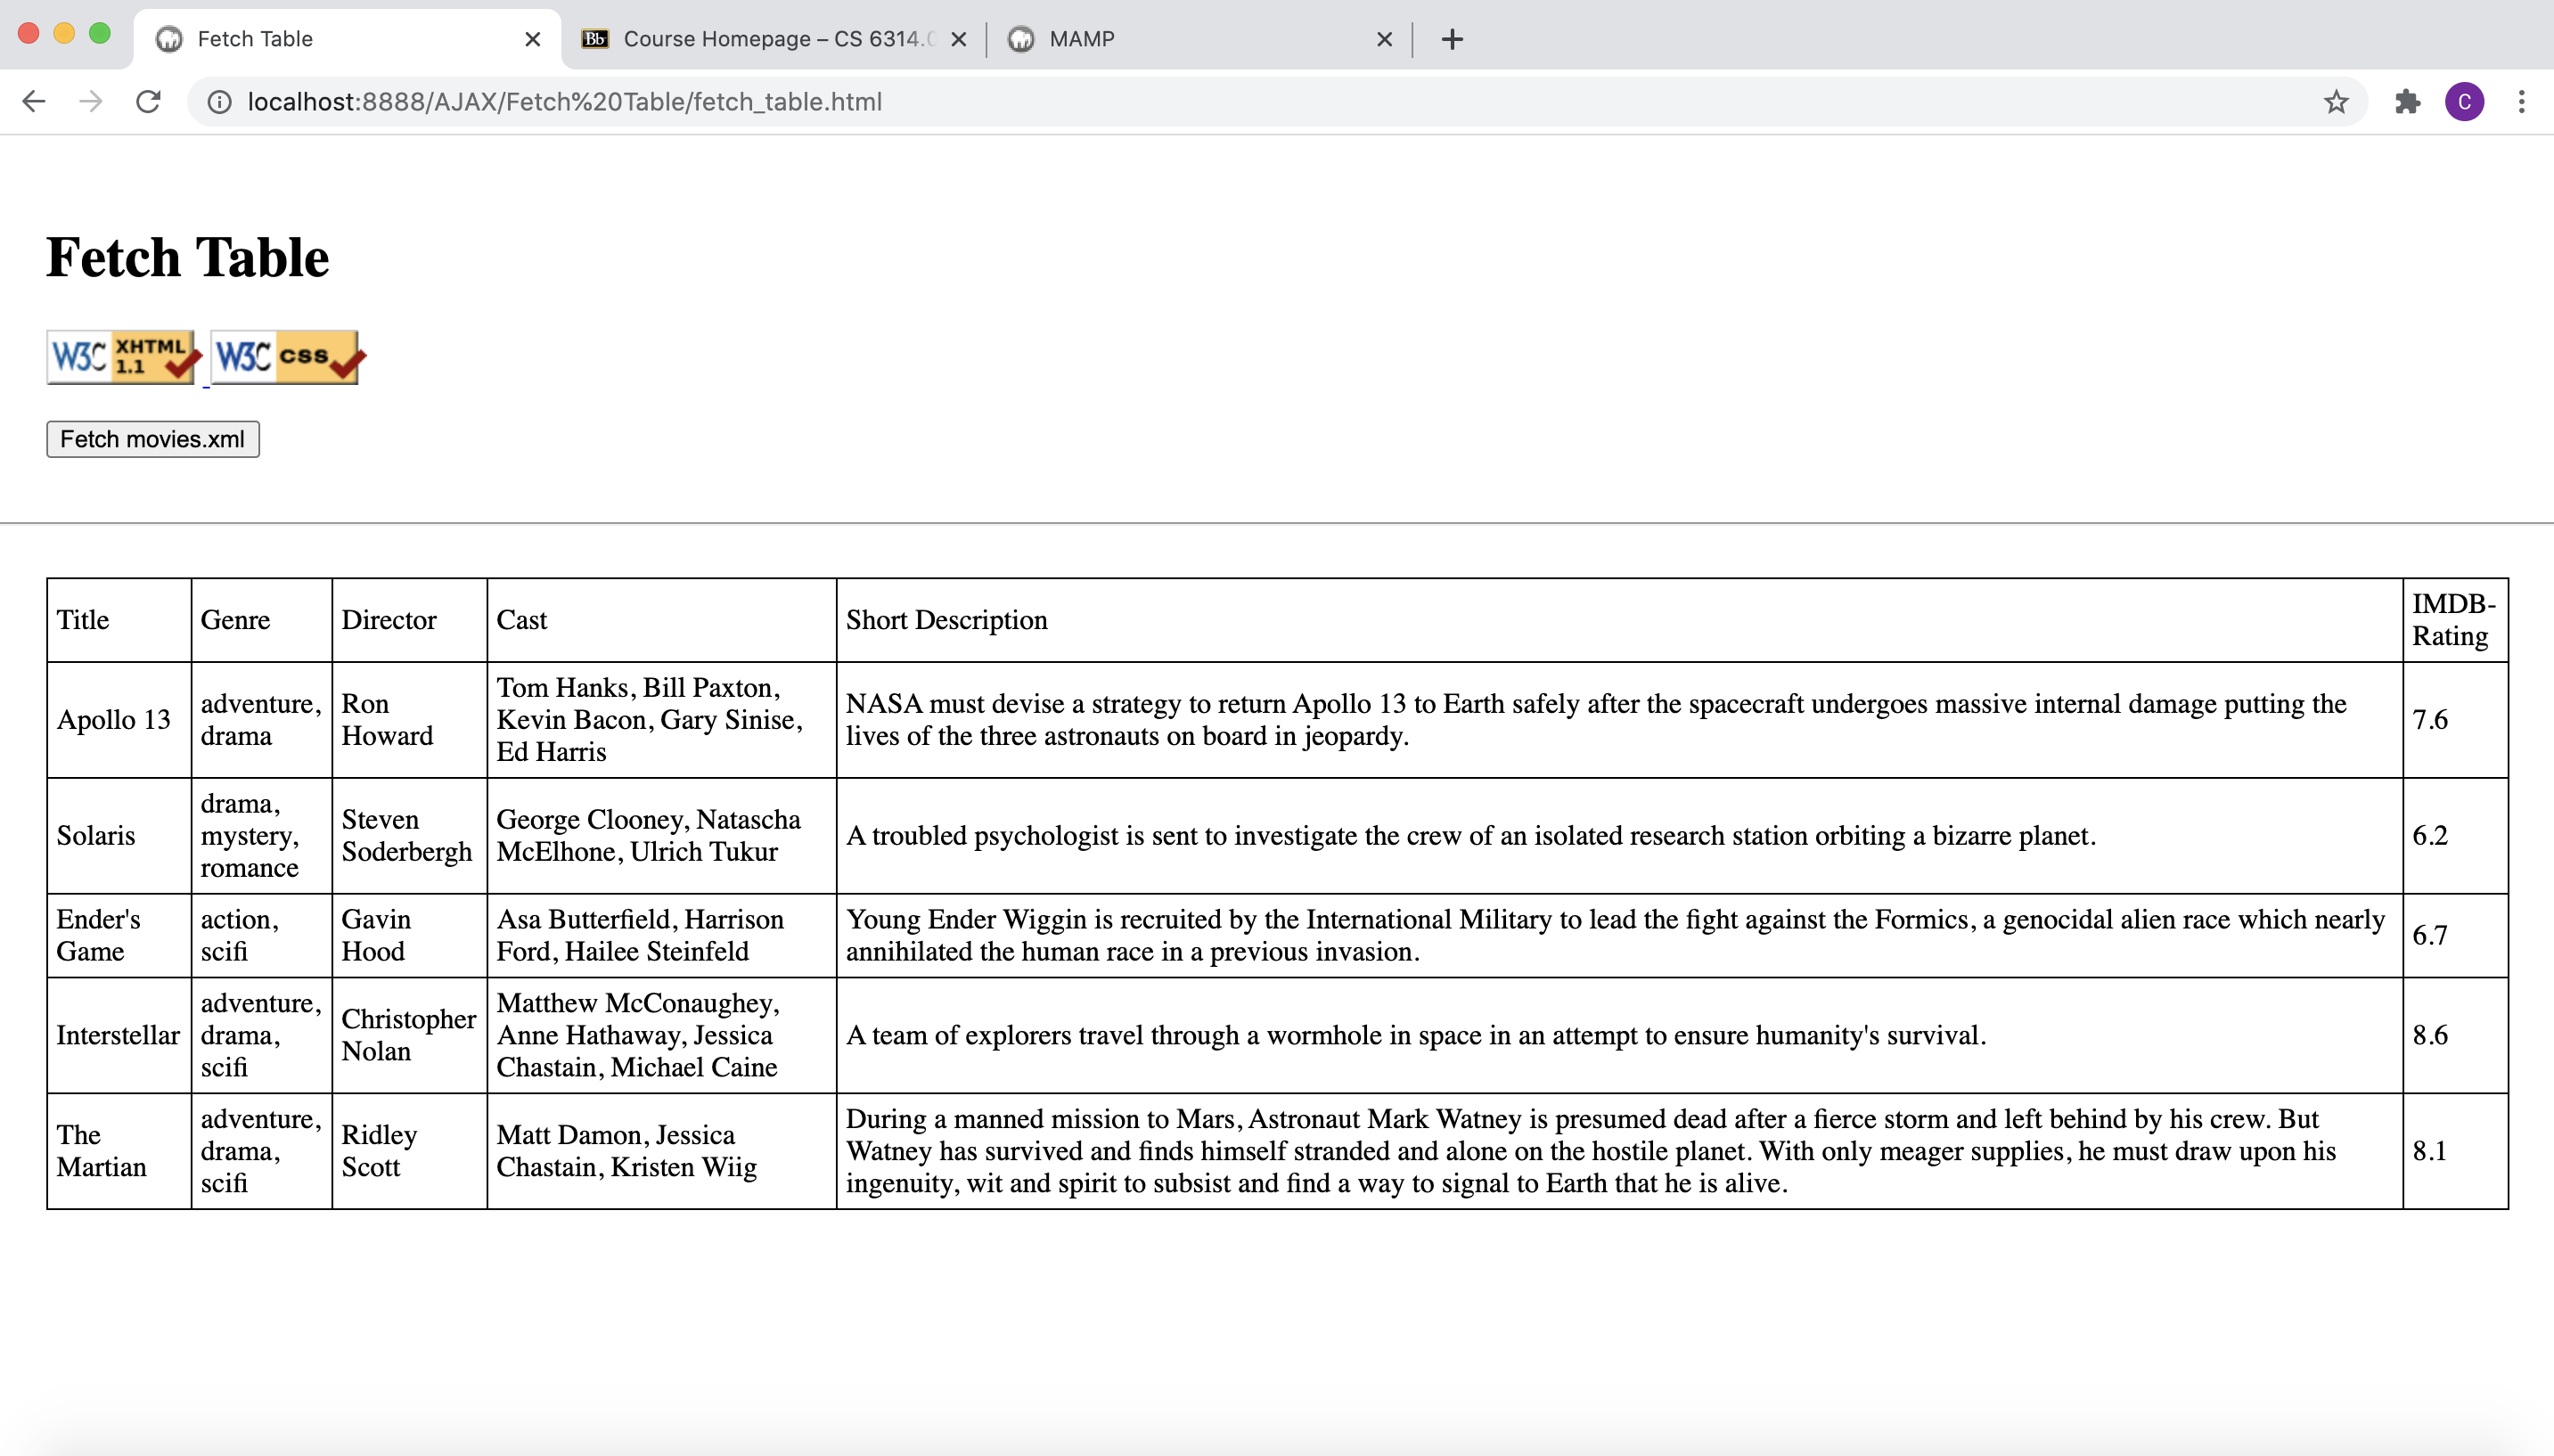 Fetch Table
Bb Course Homepage – CS 6314.0
MAMP
localhost:8888/AJAX/Fetch%20Table/fetch_table.html
C
Fetch Table
W3C XHTML 1.1 W3C css
Fetch movies.xml
Title Genre Director Cast Short Description IMDB-
Rating
Apollo 13
adventure,
drama
Ron
Howard
Tom Hanks, Bill Paxton,
Kevin Bacon, Gary Sinise,
Ed Harris
NASA must devise a strategy to return Apollo 13 to Earth safely after the spacecraft undergoes massive internal damage putting the
lives of the three astronauts on board in jeopardy.
7.6
Solaris
drama,
mystery,
romance
Steven
Soderbergh
George Clooney, Natascha
McElhone, Ulrich Tukur
A troubled psychologist is sent to investigate the crew of an isolated research station orbiting a bizarre planet.
6.2
Ender's
Game
action,
scifi
Gavin
Hood
Asa Butterfield, Harrison
Ford, Hailee Steinfeld
Young Ender Wiggin is recruited by the International Military to lead the fight against the Formics, a genocidal alien race which nearly
annihilated the human race in a previous invasion.
6.7
Interstellar
adventure,
drama,
scifi
Christopher
Nolan
Matthew McConaughey,
Anne Hathaway, Jessica
Chastain, Michael Caine
A team of explorers travel through a wormhole in space in an attempt to ensure humanity's survival.
8.6
The
Martian
adventure,
drama,
scifi
Ridley
Scott
Matt Damon, Jessica
Chastain, Kristen Wiig
During a manned mission to Mars, Astronaut Mark Watney is presumed dead after a fierce storm and left behind by his crew. But
Watney has survived and finds himself stranded and alone on the hostile planet. With only meager supplies, he must draw upon his
ingenuity, wit and spirit to subsist and find a way to signal to Earth that he is alive.
8.1